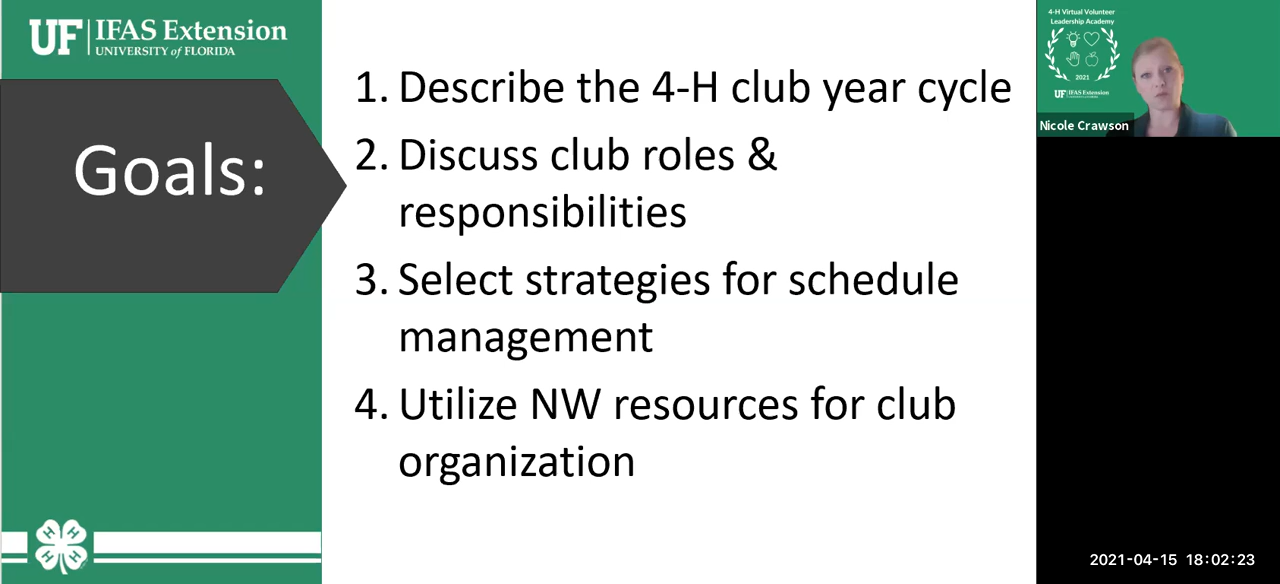 UF IFAS Extension
UNIVERSITY of FLORIDA
Goals:
1. Describe the 4-H club year cycle
2. Discuss club roles &
responsibilities
3. Select strategies for schedule
management
4. Utilize NW resources for club
organization
H H
H H
4-H Virtual Volunteer
Leadership Academy
2021
UF IFAS Extension
Nicole Crawson
2021-04-15 18:02:23